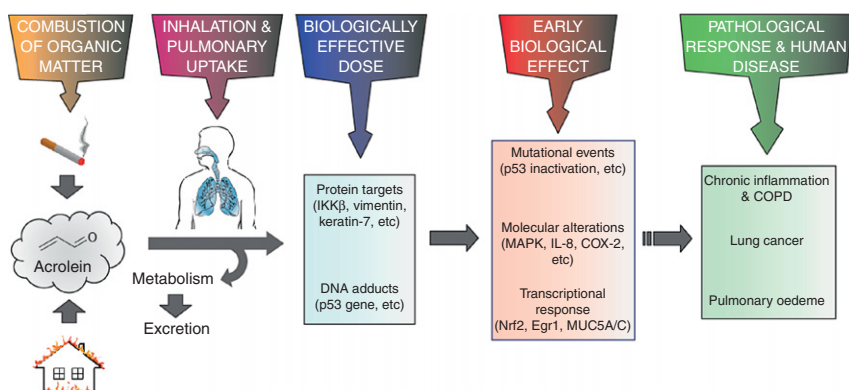 COMBUSTION
OF ORGANIC
MATTER
INHALATION &
PULMONARY
UPTAKE
BIOLOGICALLY
EFFECTIVE
DOSE
EARLY
BIOLOGICAL
EFFECT
PATHOLOGICAL
RESPONSE & HUMAN
DISEASE
O
Acrolein
Metabolism
Excretion
Protein targets
(IKKβ, vimentin,
keratin-7, etc)
DNA adducts
(p53 gene, etc)
Mutational events
(p53 inactivation, etc)
Molecular alterations
(MAPK, IL-8, COX-2,
etc)
Transcriptional
response
(Nrf2, Egr1, MUC5A/C)
Chronic inflammation
& COPD
Lung cancer
Pulmonary oedeme